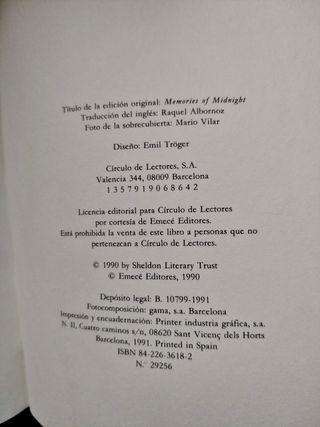 Título de la edición original: Memories of Midnight
Traducción del inglés: Raquel Albornoz
Foto de la sobrecubierta: Mario Vilar
Diseño: Emil Tröger
Círculo de Lectores, S.A.
Valencia 344, 08009 Barcelona
1 3 5 7 9 1 9 0 6 8 6 4 2
Licencia editorial para Círculo de Lectores
por cortesía de Emecé Editores.
Está prohibida la venta de este libro a personas que no
pertenezcan a Círculo de Lectores.
© 1990 by Sheldon Literary Trust
© Emecé Editores, 1990
Depósito legal: B. 10799-1991
Fotocomposición: gama, s.a. Barcelona
Impresión y encuadernación: Printer industria gráfica, s.a.
N. II, Cuatro caminos s/n, 08620 Sant Vicenç dels Horts
Barcelona, 1991. Printed in Spain
ISBN 84-226-3618-2
N.º 29256